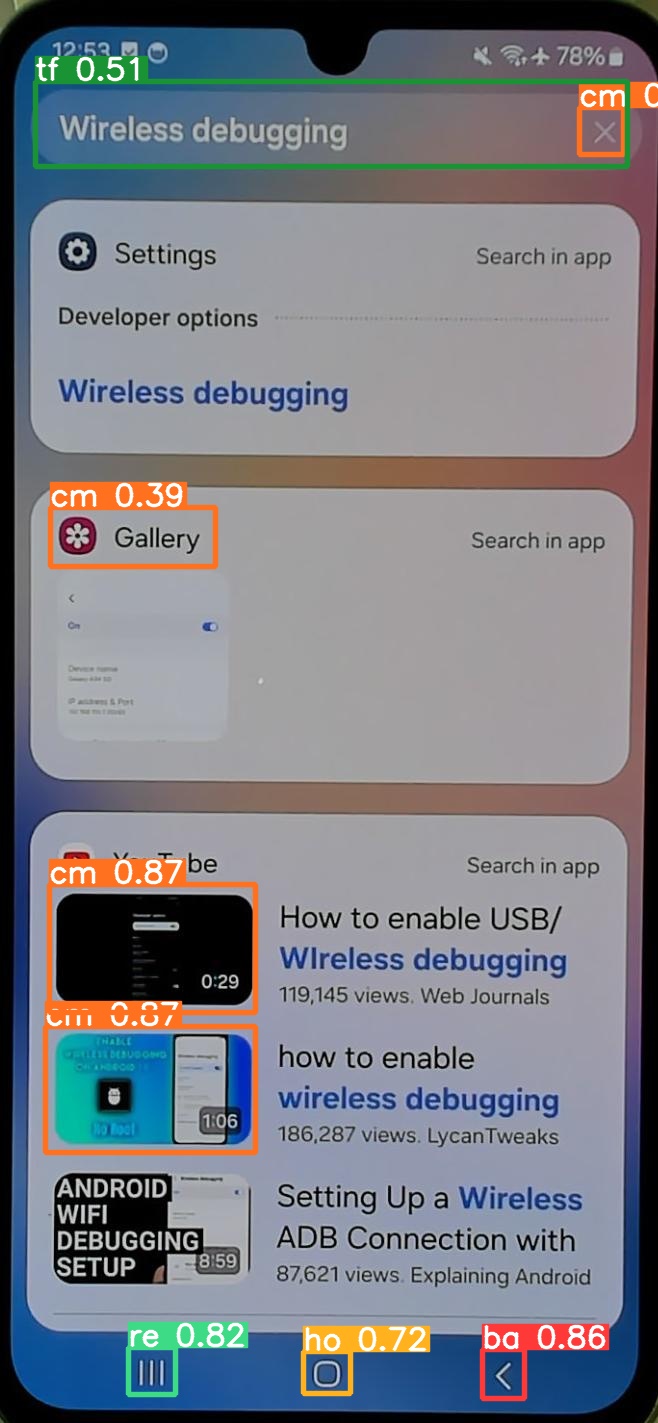 12:53 78%
tf 0.51
cm 0
Wireless debugging
Settings Search in app
Developer options
Wireless debugging
cm 0.39
Gallery Search in app
On
Device name
IP address & Port
YouTube Search in app
cm 0.87
0:29
How to enable USB/
WIreless debugging
119,145 views. Web Journals
cm 0.87
ENABLE
WIRELESS DEBUGGING
ON ANDROID
No Root
1:06
how to enable
wireless debugging
186,287 views. LycanTweaks
ANDROID
WIFI
DEBUGGING
SETUP
8:59
Setting Up a Wireless
ADB Connection with
87,621 views. Explaining Android
re 0.82 ho 0.72 ba 0.86